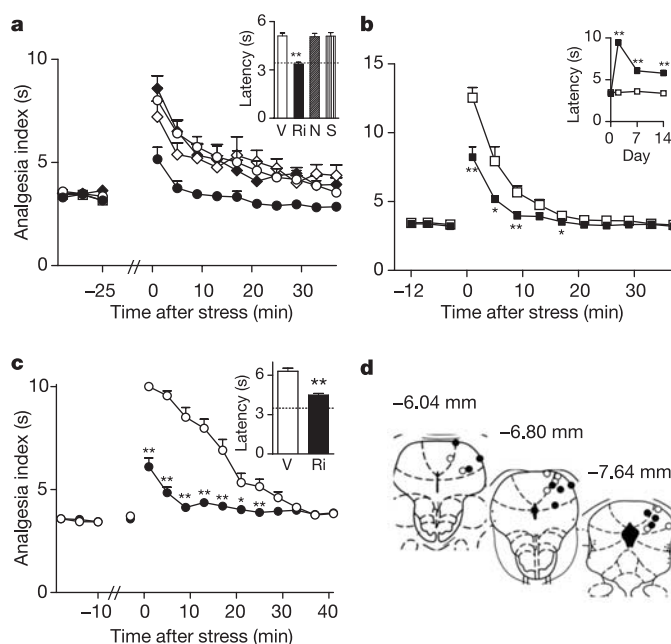 a
Analgesia index (s)
10
5
0
–25
0
10
20
30
Time after stress (min)
Latency (s)
6
3
0
**
V Ri N S
b
15
10
5
0
–12
0
10
20
30
Time after stress (min)
**
*
**
*
Latency (s)
10
5
0
** ** **
0 7 14
Day
c
Analgesia index (s)
10
5
0
–10
0
10
20
30
40
Time after stress (min)
**
**
**
**
**
*
**
Latency (s)
6
3
0
**
V Ri
d
–6.04 mm
–6.80 mm
–7.64 mm